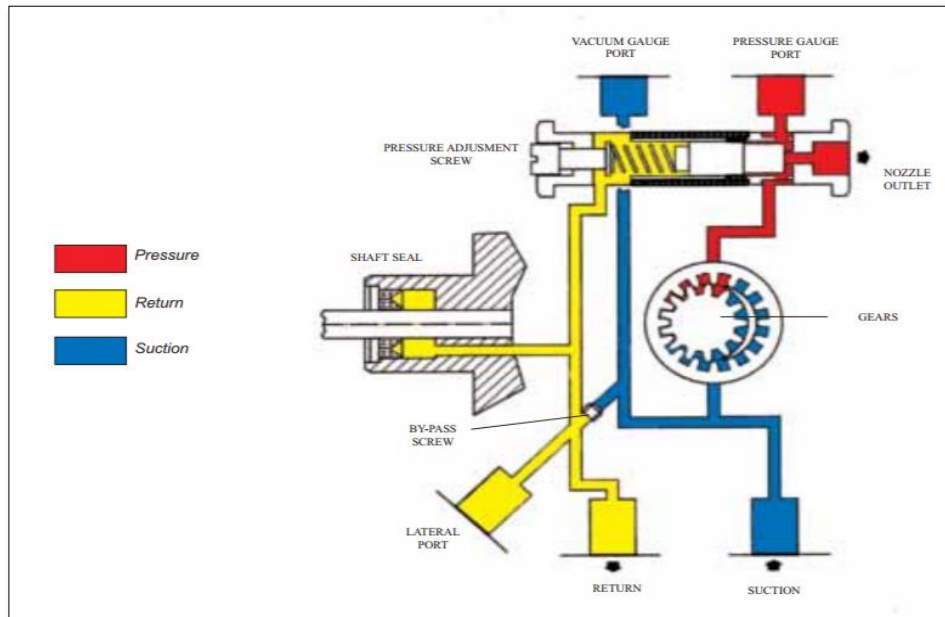 VACUUM GAUGE
PORT
PRESSURE GAUGE
PORT
PRESSURE ADJUSMENT
SCREW
NOZZLE
OUTLET
Pressure
SHAFT SEAL
Return
GEARS
Suction
BY-PASS
SCREW
LATERAL
PORT
RETURN
SUCTION